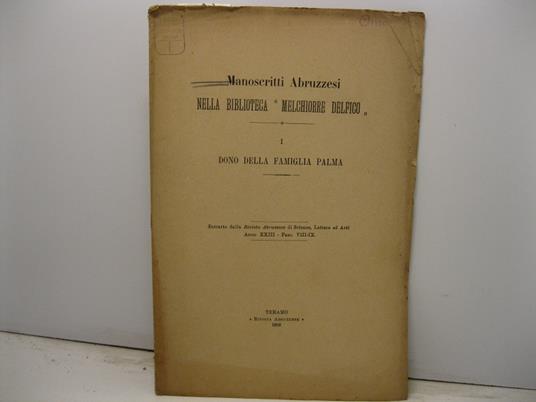 Manoscritti Abruzzesi
NELLA BIBLIOTECA " MELCHIORRE DELFICO „
I
DONO DELLA FAMIGLIA PALMA
Estratto dalla Rivista Abruzzese di Scienze, Lettere ed Arti
Anno XXIII - Fasc. VIII-IX.
TERAMO
« RIVISTA ABRUZZESE »
1908